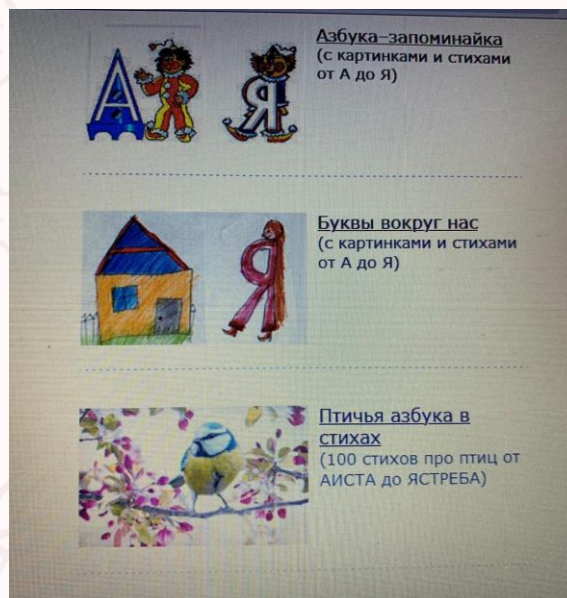 А
Я
Азбука-запоминайка
(с картинками и стихами
от А до Я)
Я
Буквы вокруг нас
(с картинками и стихами
от А до Я)
Птичья азбука в
стихах
(100 стихов про птиц от
АИСТА до ЯСТРЕБА)